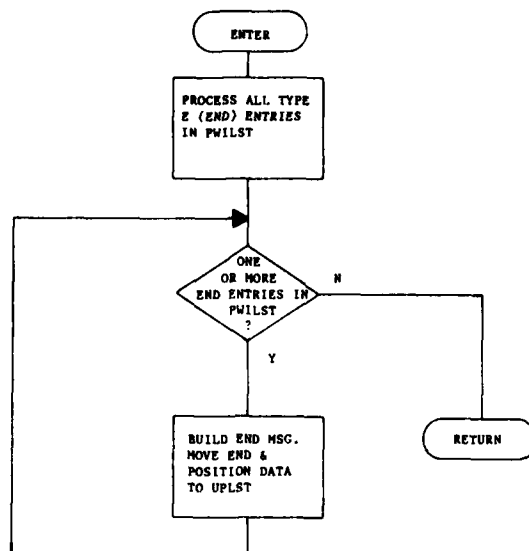 ENTER
PROCESS ALL TYPE
E (END) ENTRIES
IN PWILST
ONE
OR MORE
END ENTRIES IN
PWILST
?
N
Y
BUILD END MSG.
MOVE END &
POSITION DATA
TO UPLST
RETURN